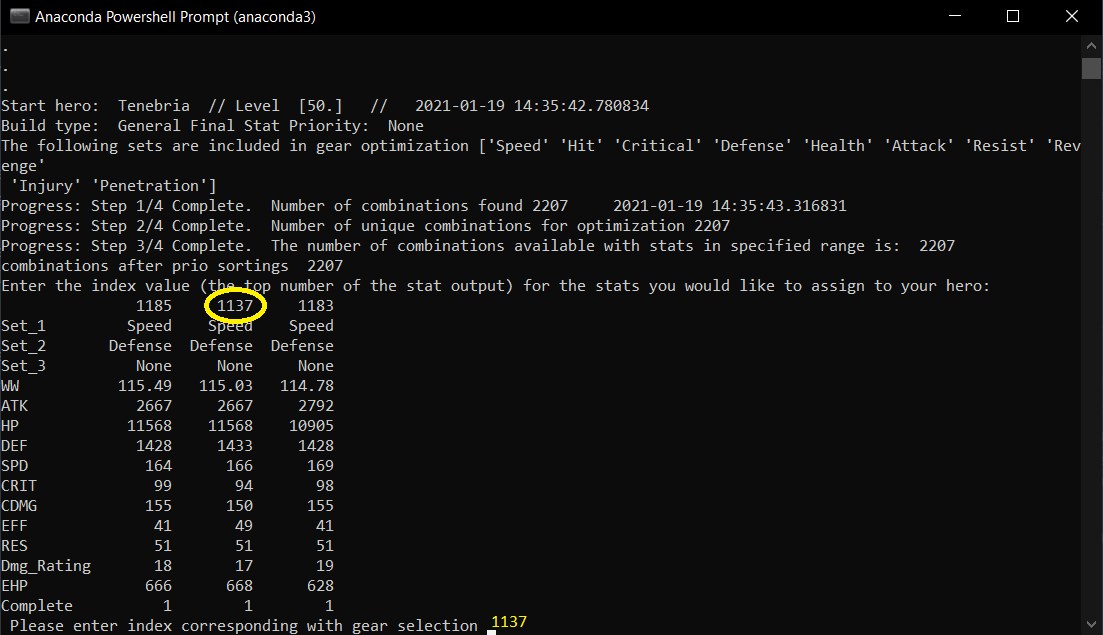 Anaconda Powershell Prompt (anaconda3)
.
.
.
Start hero:  Tenebria  // Level  [50.]   //   2021-01-19 14:35:42.780834
Build type:  General Final Stat Priority:  None
The following sets are included in gear optimization ['Speed' 'Hit' 'Critical' 'Defense' 'Health' 'Attack' 'Resist' 'Rev
enge'
 'Injury' 'Penetration']
Progress: Step 1/4 Complete.  Number of combinations found 2207     2021-01-19 14:35:43.316831
Progress: Step 2/4 Complete.  Number of unique combinations for optimization 2207
Progress: Step 3/4 Complete.  The number of combinations available with stats in specified range is:  2207
combinations after prio sortings  2207
Enter the index value (the top number of the stat output) for the stats you would like to assign to your hero:
               1185     1137     1183
Set_1         Speed    Speed    Speed
Set_2       Defense  Defense  Defense
Set_3          None     None     None
WW           115.49   115.03   114.78
ATK            2667     2667     2792
HP            11568    11568    10905
DEF            1428     1433     1428
SPD             164      166      169
CRIT             99       94       98
CDMG            155      150      155
EFF              41       49       41
RES              51       51       51
Dmg_Rating       18       17       19
EHP             666      668      628
Complete          1        1        1
 Please enter index corresponding with gear selection 1137